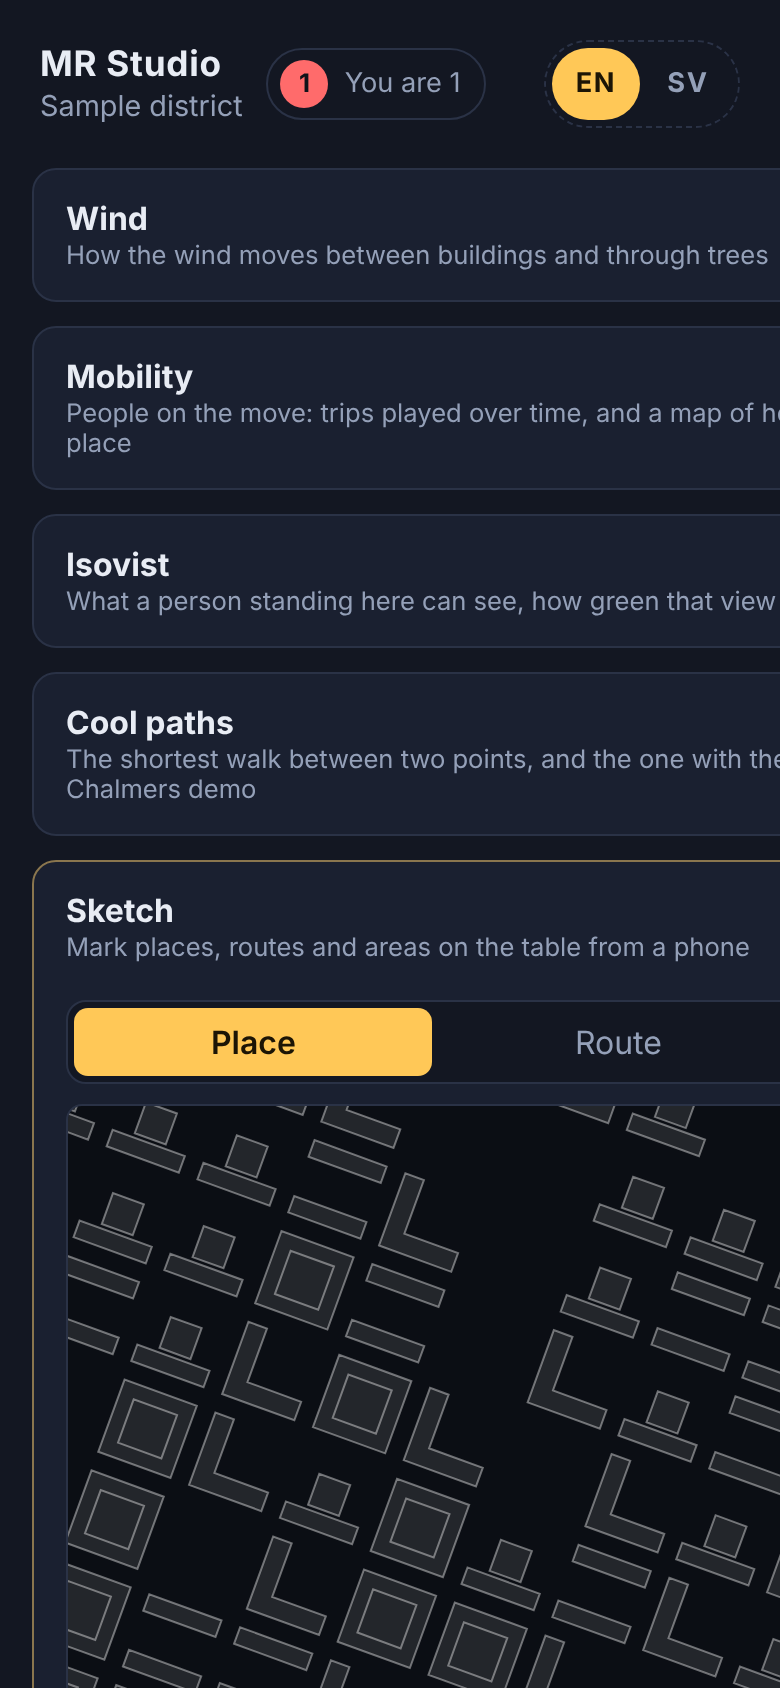 MR Studio
Sample district
1
You are 1
EN
SV
Wind
How the wind moves between buildings and through trees
Mobility
People on the move: trips played over time, and a map of
place
Isovist
What a person standing here can see, how green that view
Cool paths
The shortest walk between two points, and the one with the
Chalmers demo
Sketch
Mark places, routes and areas on the table from a phone
Place
Route